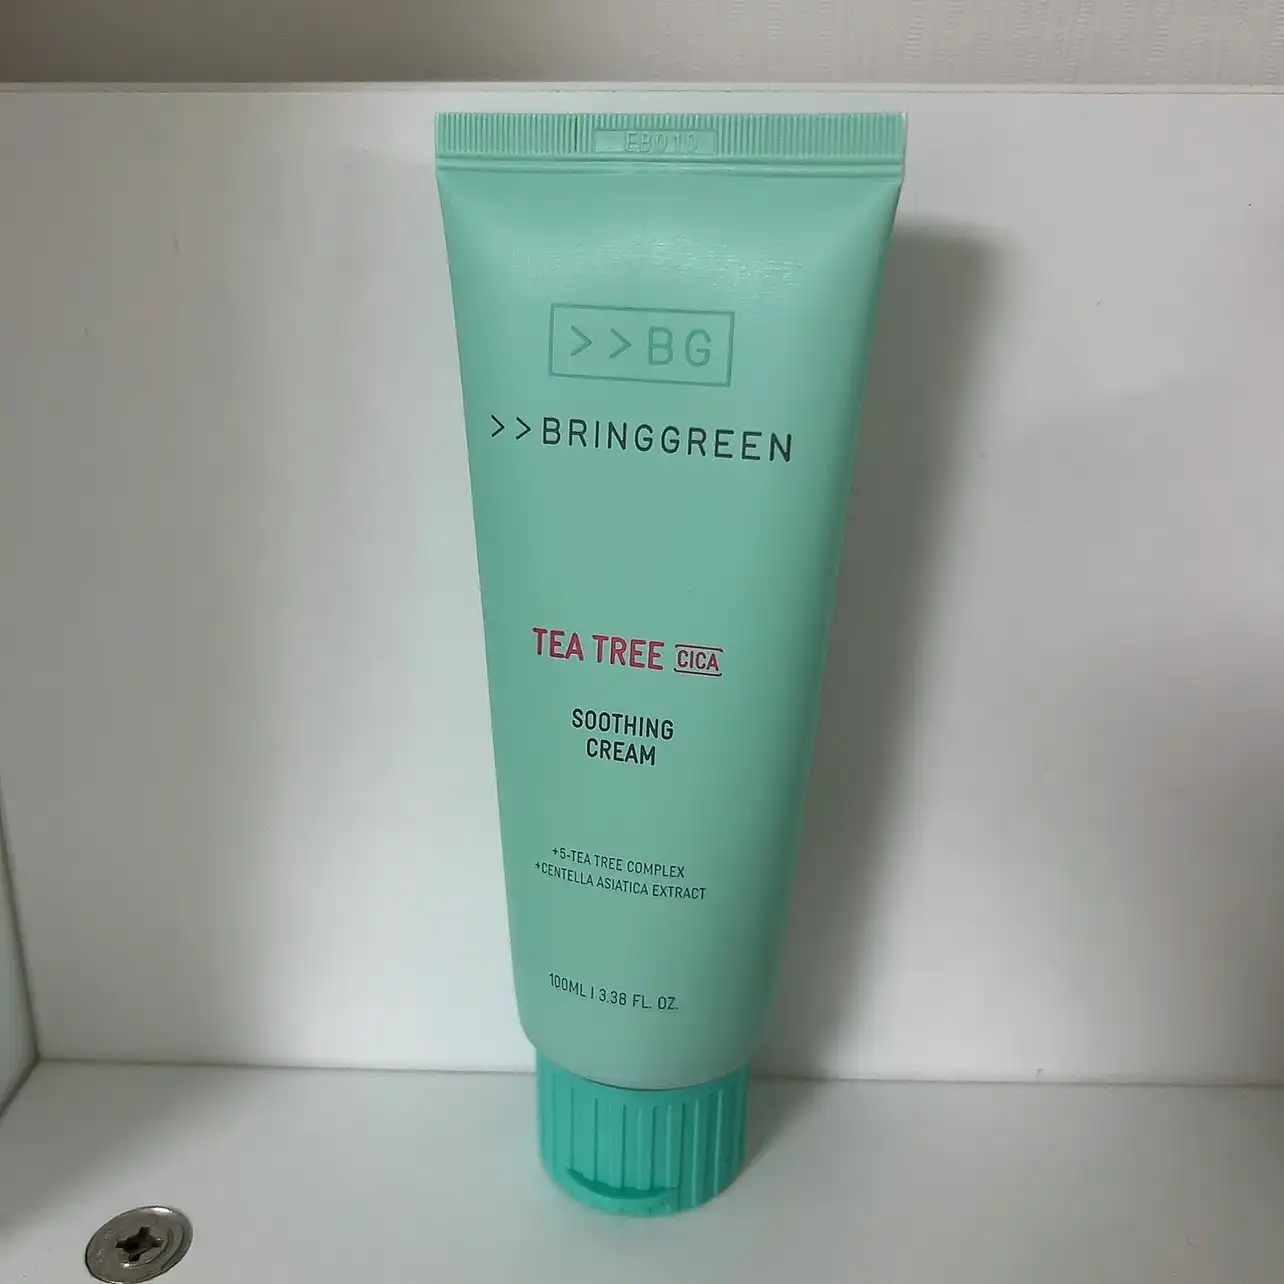 EBO10
>>BG
>>BRINGGREEN
TEA TREE CICA
SOOTHING
CREAM
+5-TEA TREE COMPLEX
+CENTELLA ASIATICA EXTRACT
100ML | 3.38 FL. OZ.